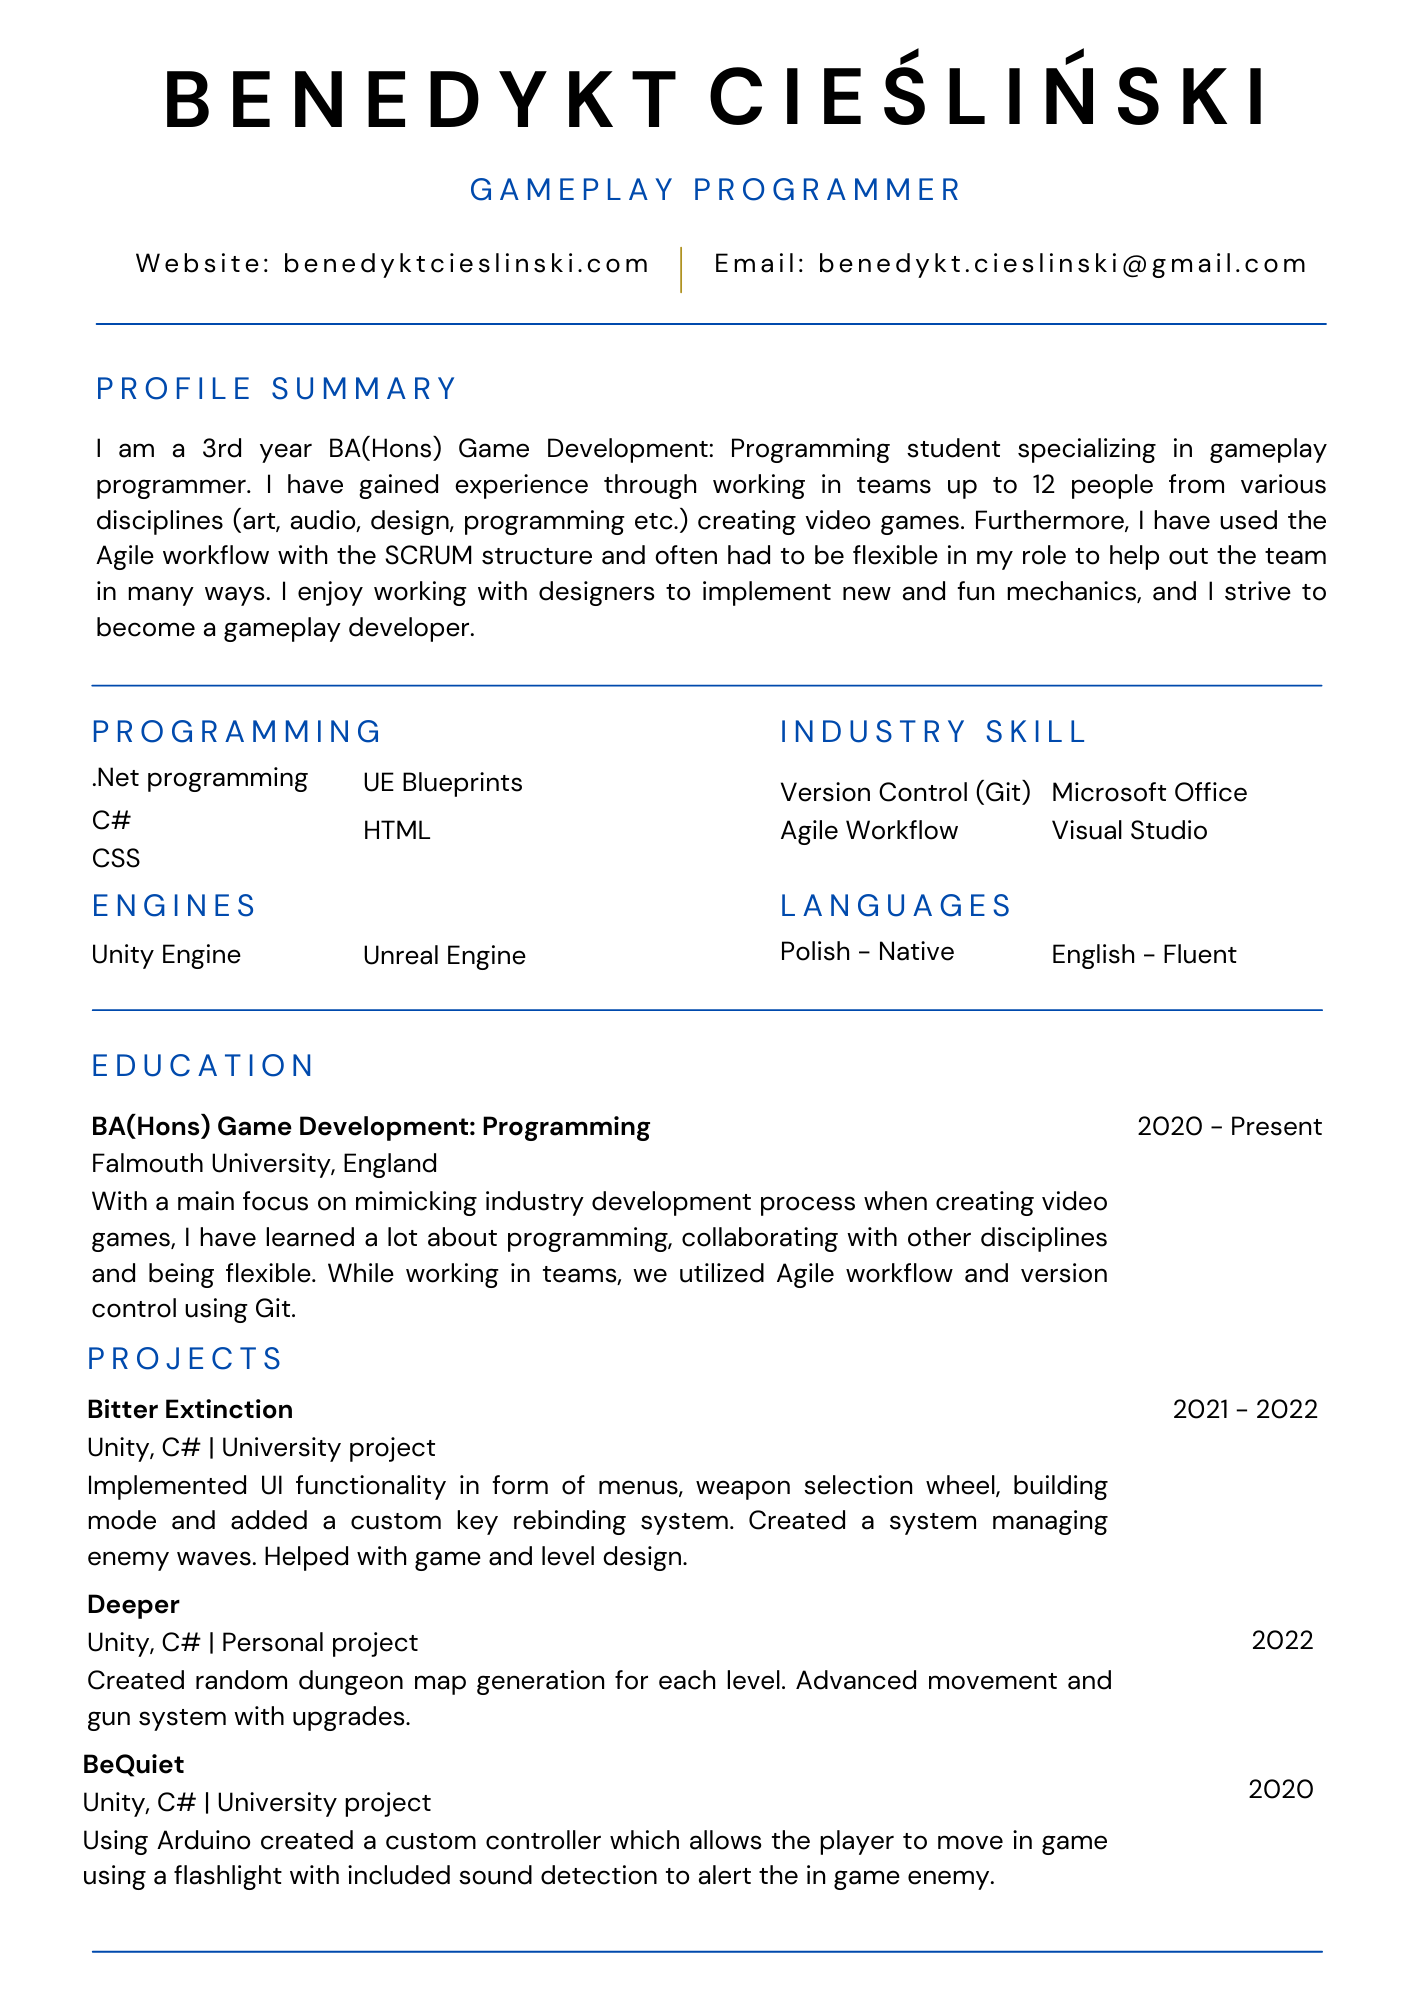 BENEDYKT CIEŚLIŃSKI
GAMEPLAY PROGRAMMER
Website: benedyktcieslinski.com
Email: benedykt.cieslinski@gmail.com
PROFILE SUMMARY
I am a 3rd year BA(Hons) Game Development: Programming student specializing in gameplay
programmer. I have gained experience through working in teams up to 12 people from various
disciplines (art, audio, design, programming etc.) creating video games. Furthermore, I have used the
Agile workflow with the SCRUM structure and often had to be flexible in my role to help out the team
in many ways. I enjoy working with designers to implement new and fun mechanics, and I strive to
become a gameplay developer.
PROGRAMMING
.Net programming
UE Blueprints
C#
HTML
CSS
INDUSTRY SKILL
Version Control (Git)
Microsoft Office
Agile Workflow
Visual Studio
ENGINES
Unity Engine
Unreal Engine
LANGUAGES
Polish - Native
English - Fluent
EDUCATION
BA(Hons) Game Development: Programming
2020 - Present
Falmouth University, England
With a main focus on mimicking industry development process when creating video
games, I have learned a lot about programming, collaborating with other disciplines
and being flexible. While working in teams, we utilized Agile workflow and version
control using Git.
PROJECTS
Bitter Extinction
2021 - 2022
Unity, C# | University project
Implemented UI functionality in form of menus, weapon selection wheel, building
mode and added a custom key rebinding system. Created a system managing
enemy waves. Helped with game and level design.
Deeper
Unity, C# | Personal project
2022
Created random dungeon map generation for each level. Advanced movement and
gun system with upgrades.
BeQuiet
2020
Unity, C# | University project
Using Arduino created a custom controller which allows the player to move in game
using a flashlight with included sound detection to alert the in game enemy.